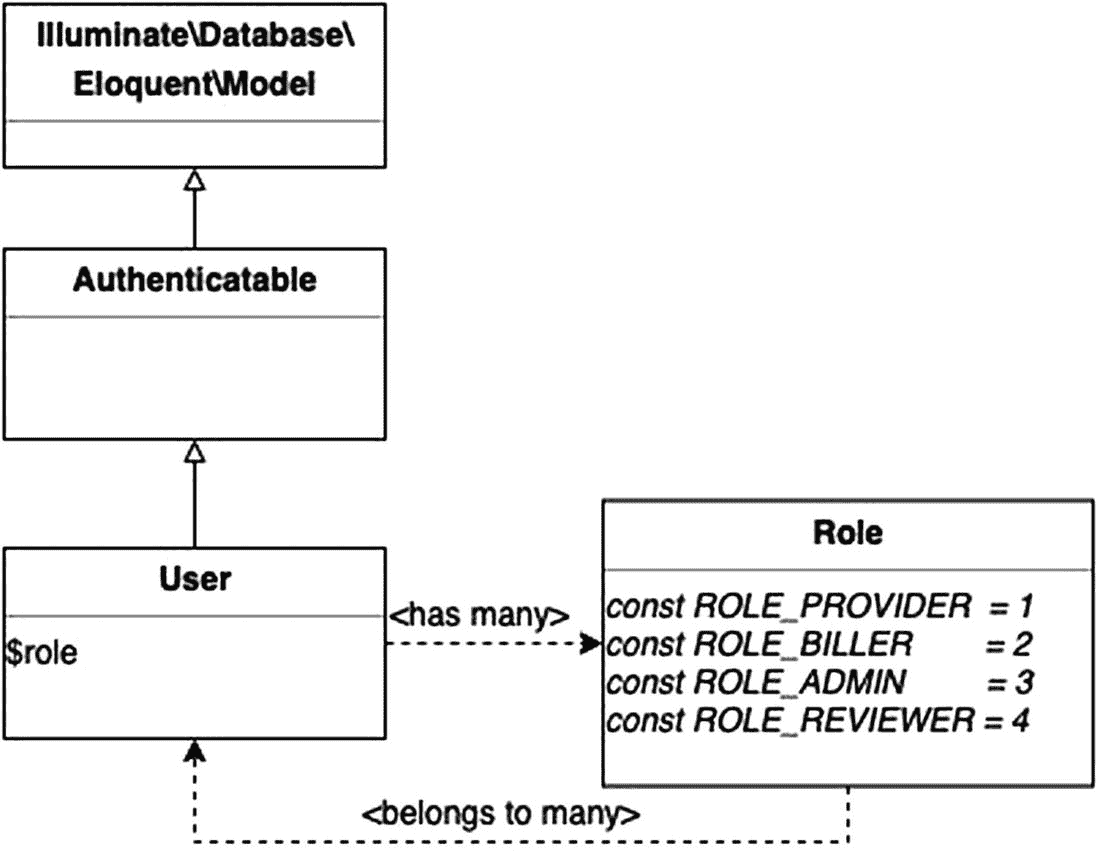 Illuminate\Database\
Eloquent\Model
Authenticatable
User
$role
<has many>
Role
const ROLE_PROVIDER = 1
const ROLE_BILLER = 2
const ROLE_ADMIN = 3
const ROLE_REVIEWER = 4
<belongs to many>